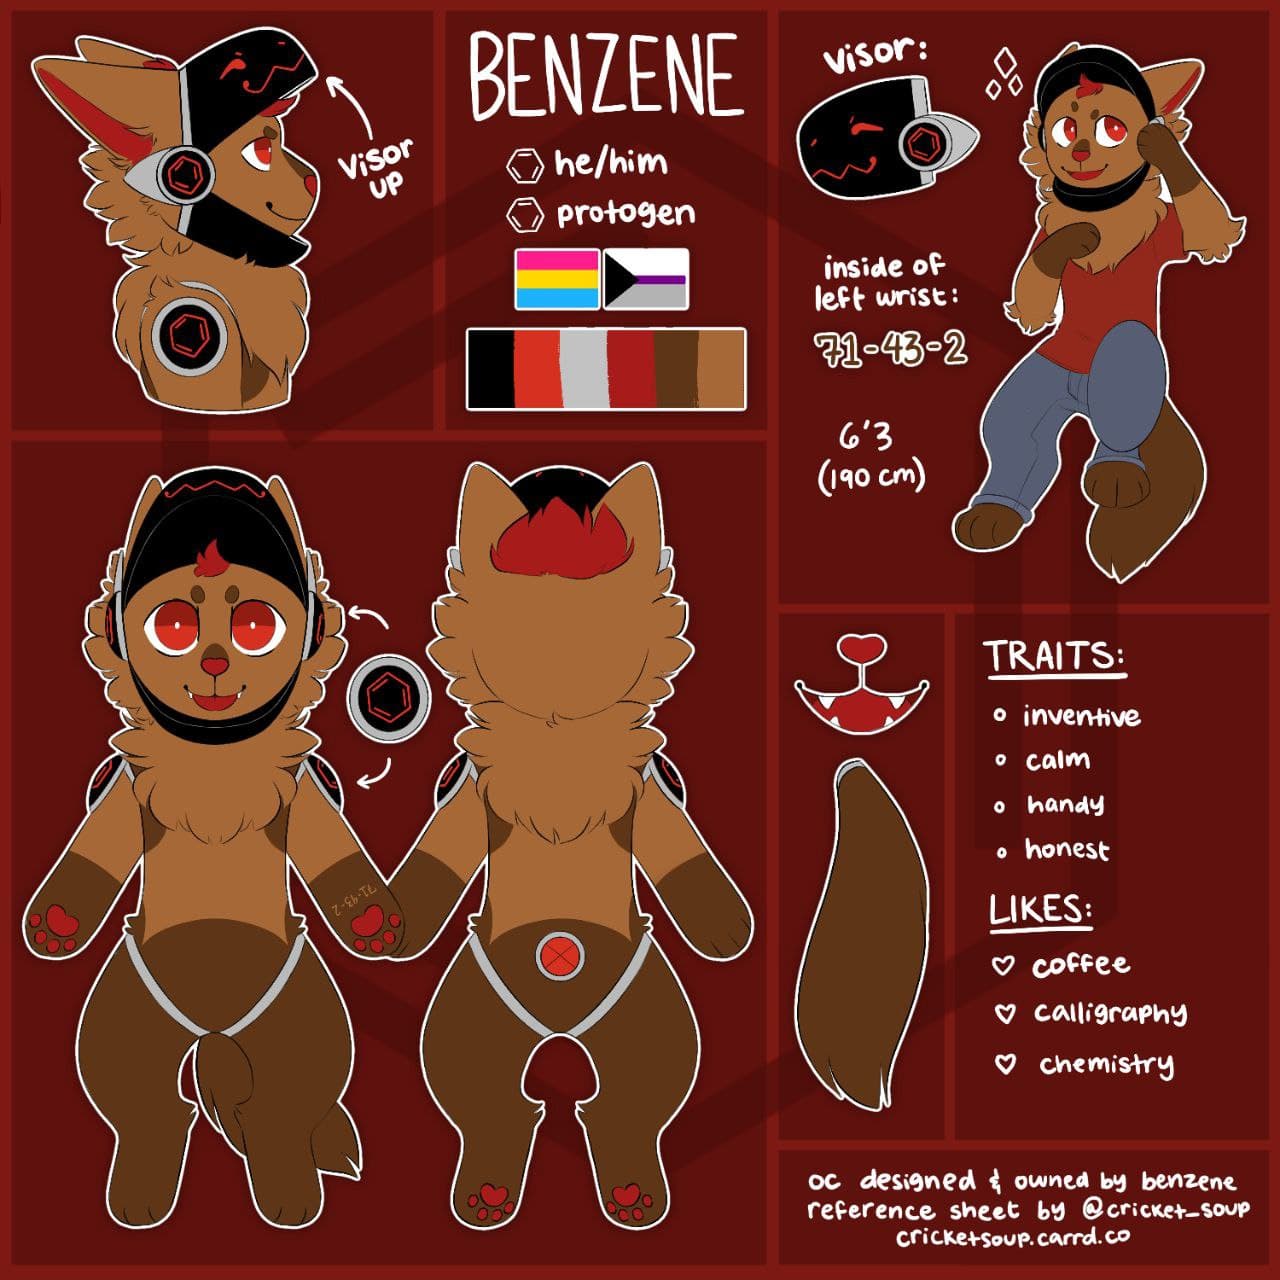 visor
up
BENZENE
he/him
protogen
visor:
inside of
left wrist:
71-43-2
6'3
(190 cm)
71-43-2
TRAITS:
inventive
calm
handy
honest
LIKES:
coffee
calligraphy
chemistry
oc designed & owned by benzene
reference sheet by @cricket_soup
cricketsoup.carrd.co